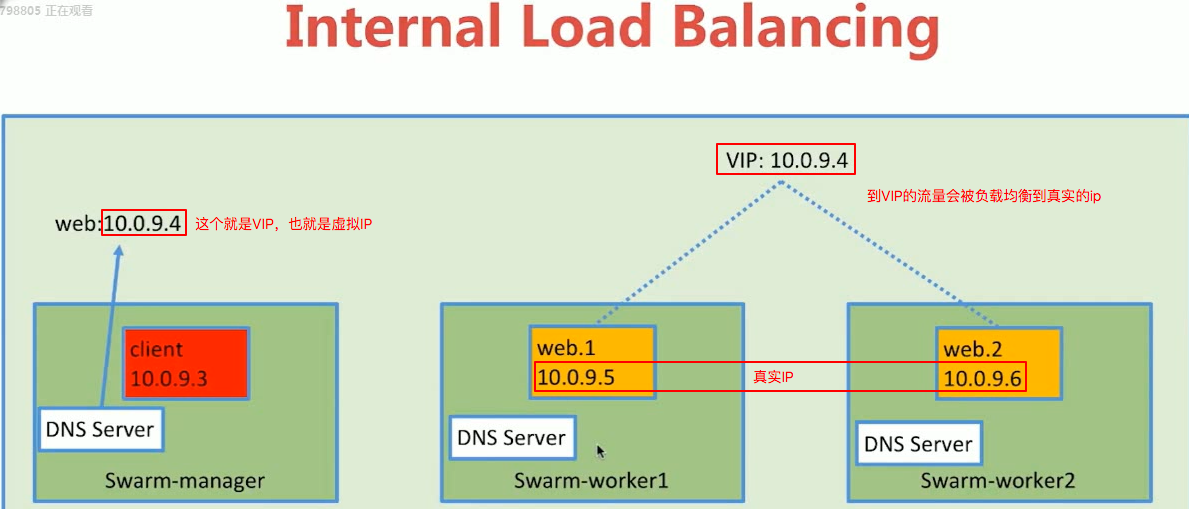 798805 正在观看
Internal Load Balancing
VIP: 10.0.9.4
到VIP的流量会被负载均衡到真实的ip
web:10.0.9.4
这个就是VIP，也就是虚拟IP
client
10.0.9.3
DNS Server
Swarm-manager
web.1
10.0.9.5
真实IP
DNS Server
Swarm-worker1
web.2
10.0.9.6
DNS Server
Swarm-worker2